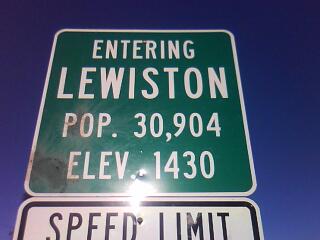 ENTERING
LEWISTON
POP. 30,904
ELEV. 1430
SPEED LIMIT